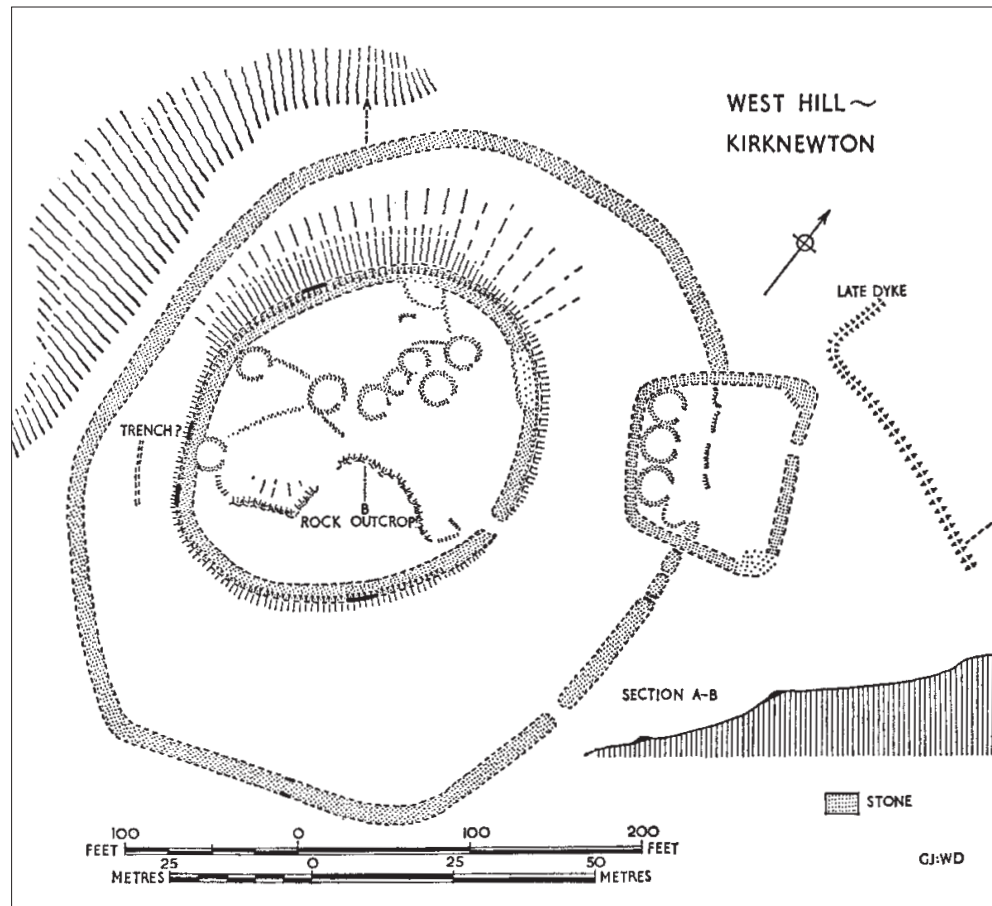 WEST HILL~
KIRKNEWTON
LATE DYKE
TRENCH?
B
ROCK OUTCROP
SECTION A-B
STONE
100 0 100 200
FEET FEET
25 0 25 50
METRES METRES
GJ:WD